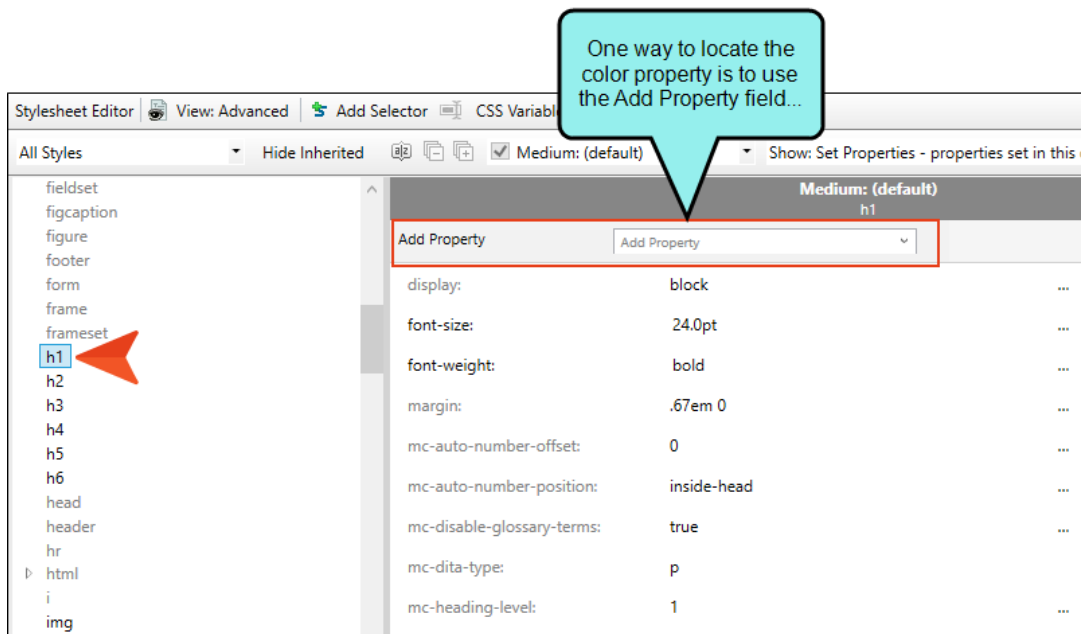 One way to locate the
color property is to use
the Add Property field...
Stylesheet Editor View: Advanced Add Selector CSS
All Styles Hide Inherited Medium: (default) Show: Set Properties - properties set in this
fieldset
figcaption
figure
footer
form
frame
frameset
h1
h2
h3
h4
h5
h6
head
header
hr
html
i
img
Medium: (default)
h1
Add Property Add Property
display: block ...
font-size: 24.0pt ...
font-weight: bold ...
margin: .67em 0 ...
mc-auto-number-offset: 0 ...
mc-auto-number-position: inside-head ...
mc-disable-glossary-terms: true ...
mc-dita-type: p
mc-heading-level: 1 ...